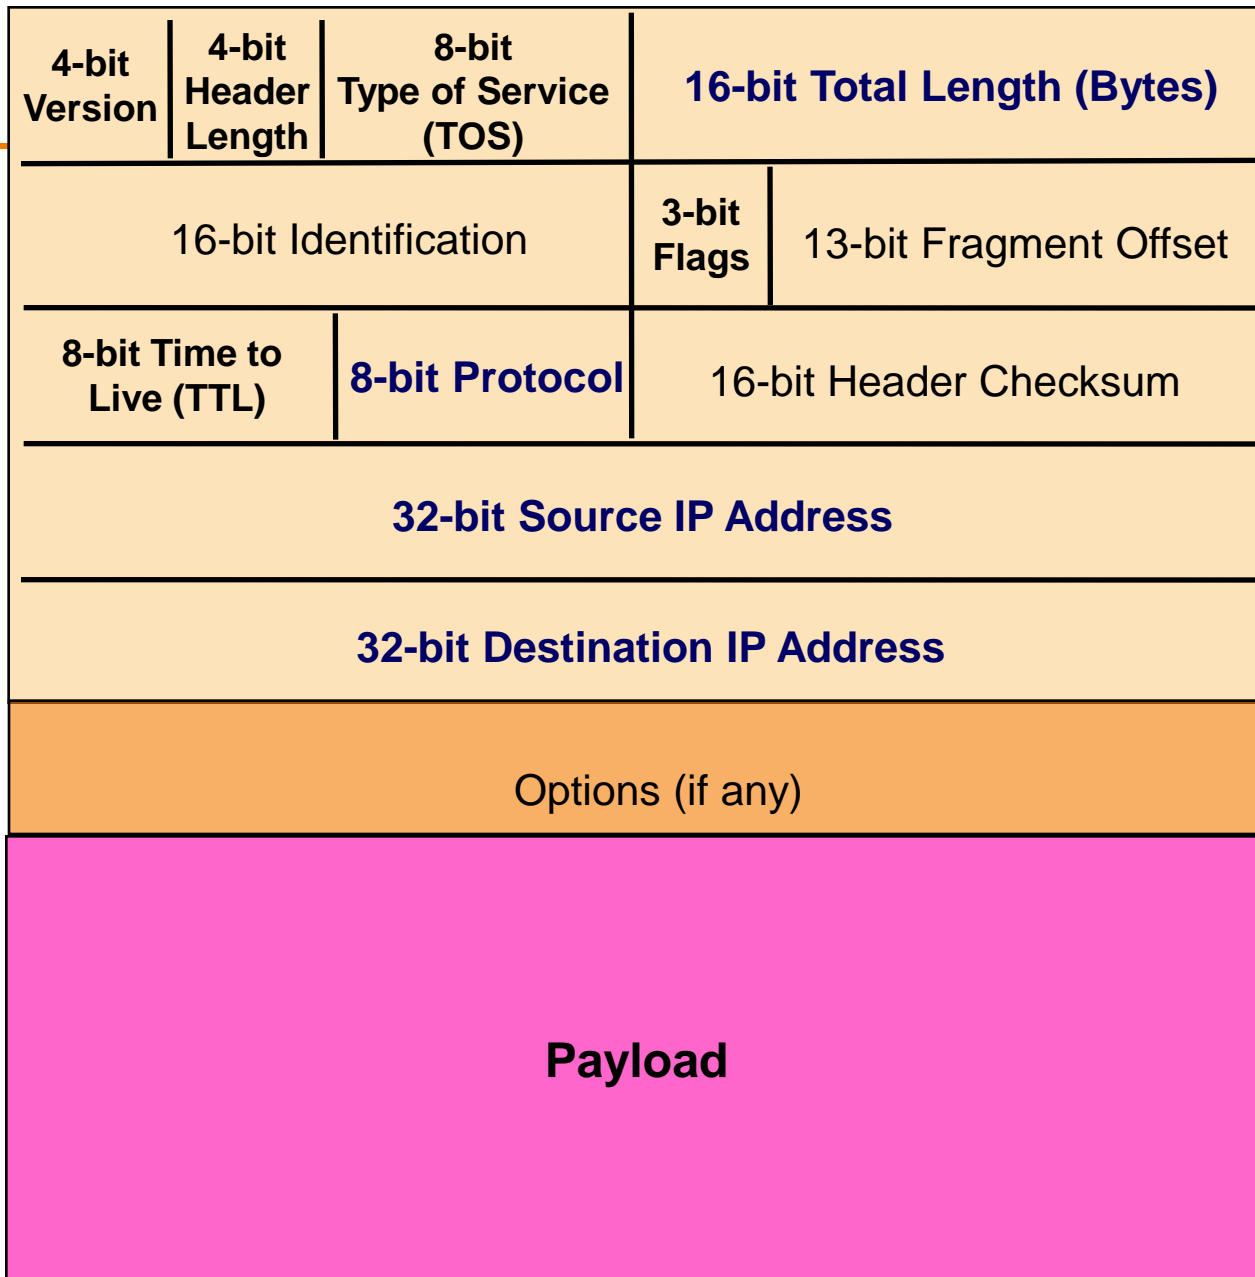 4-bit
Version
4-bit
Header
Length
8-bit
Type of Service
(TOS)
16-bit Total Length (Bytes)
16-bit Identification
3-bit
Flags
13-bit Fragment Offset
8-bit Time to
Live (TTL)
8-bit Protocol
16-bit Header Checksum
32-bit Source IP Address
32-bit Destination IP Address
Options (if any)
Payload